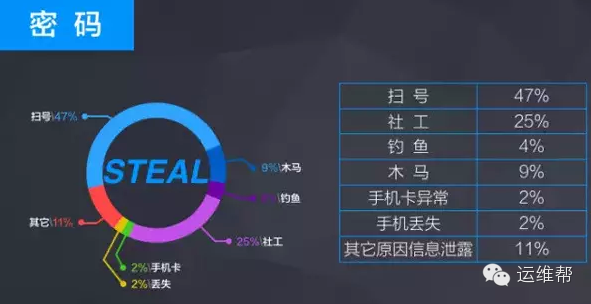 密 码
扫号\47%
STEAL
9%\木马
\钓鱼
其它\11%
25%\社工
2%\手机卡
2%\丢失
扫 号 47%
社 工 25%
钓 鱼 4%
木 马 9%
手机卡异常 2%
手机丢失 2%
其它原因信息泄露 11%
运维帮